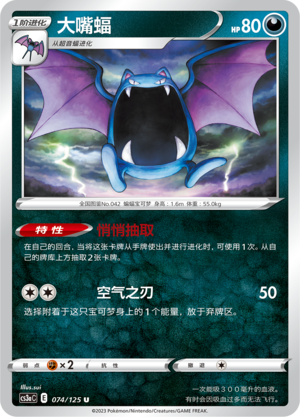 1阶进化
大嘴蝠
HP80
从超音蝠进化
全国图鉴No.042 蝙蝠宝可梦 身高:1.6m 体重:55.0kg
特性 悄悄抽取
在自己的回合,当将这张卡牌从手牌使出并进行进化时,可使用1次。从自
己的牌库上方抽取2张卡牌。
空气之刃 50
选择附着于这只宝可梦身上的1个能量,放于弃牌区。
弱点 ×2 抵抗力 撤退
Illus.sui
CS3aC E 074/125 U
一次能吸300毫升的血液。
有时会因吸血过多而无法飞行。
©2023 Pokémon/Nintendo/Creatures/GAME FREAK.